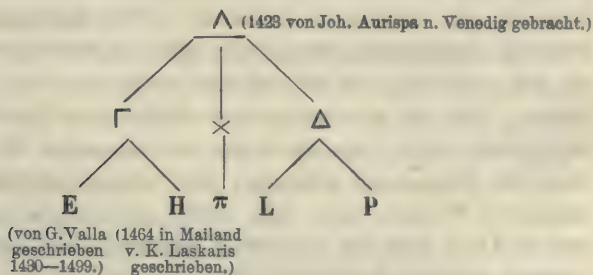 Λ (1423 von Joh. Aurispa n. Venedig gebracht.)
Γ × Δ
E H π L P
(von G. Valla geschrieben 1430—1499.) (1464 in Mailand v. K. Laskaris geschrieben.)